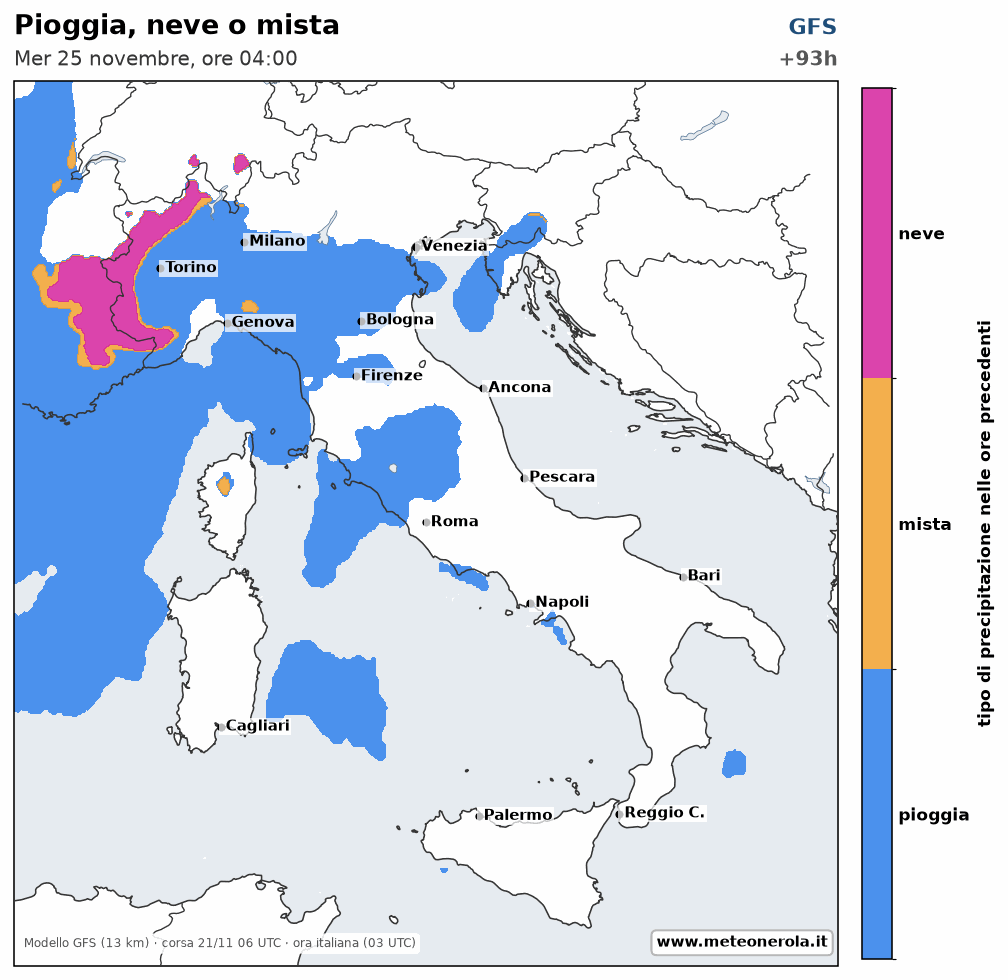 Pioggia, neve o mista
GFS
Mer 25 novembre, ore 04:00
+93h
neve
mista
pioggia
tipo di precipitazione nelle ore precedenti
Milano
Venezia
Torino
Genova
Bologna
Firenze
Ancona
Pescara
Roma
Bari
Napoli
Cagliari
Palermo
Reggio C.
Modello GFS (13 km) · corsa 21/11 06 UTC · ora italiana (03 UTC)
www.meteonerola.it